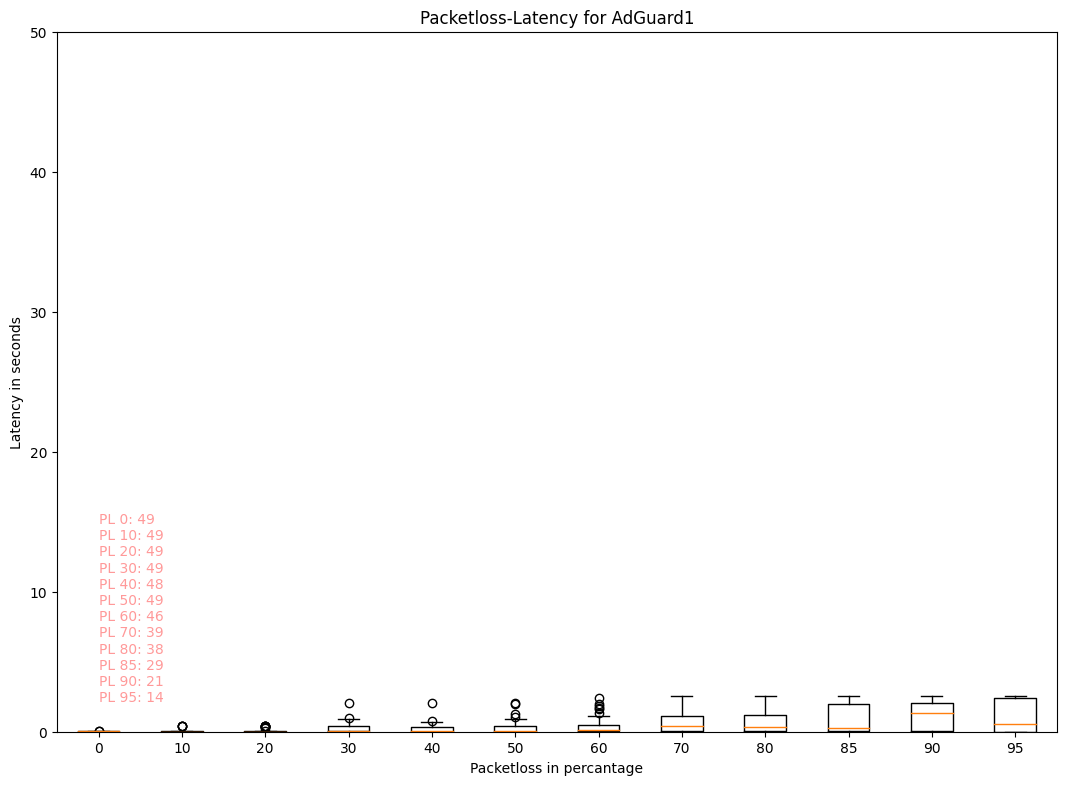 Packetloss-Latency for AdGuard1
50
40
30
20
10
0
Latency in seconds
PL 0: 49
PL 10: 49
PL 20: 49
PL 30: 49
PL 40: 48
PL 50: 49
PL 60: 46
PL 70: 39
PL 80: 38
PL 85: 29
PL 90: 21
PL 95: 14
0 10 20 30 40 50 60 70 80 85 90 95
Packetloss in percantage